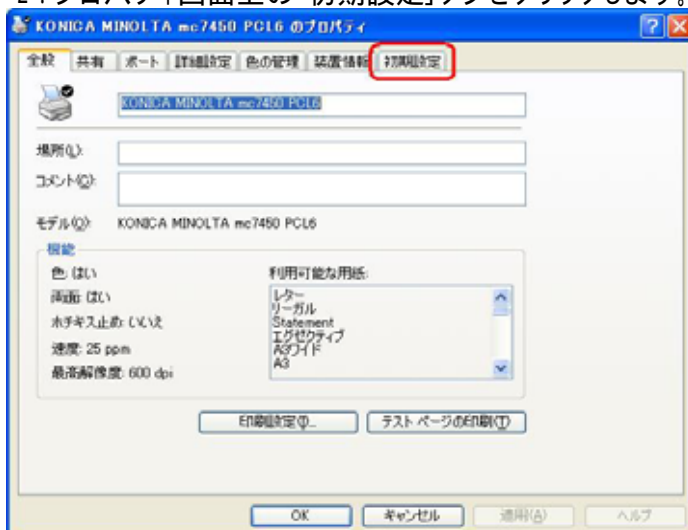 プロパティ画面上の「初期設定」タブをクリックします。
KONICA MINOLTA mc7450 PCL6 のプロパティ
全般 共有 ポート 詳細設定 色の管理 装置情報 初期設定
KONICA MINOLTA mc7450 PCL6
場所(L):
コメント(C):
モデル(O): KONICA MINOLTA mc7450 PCL6
機能
色: はい
利用可能な用紙:
両面: はい
レター
リーガル
ホチキス止め: いいえ
Statement
エグゼクティブ
速度: 25 ppm
A3ワイド
A3
最高解像度: 600 dpi
印刷設定(I)...
テスト ページの印刷(T)
OK キャンセル 適用(A) ヘルプ